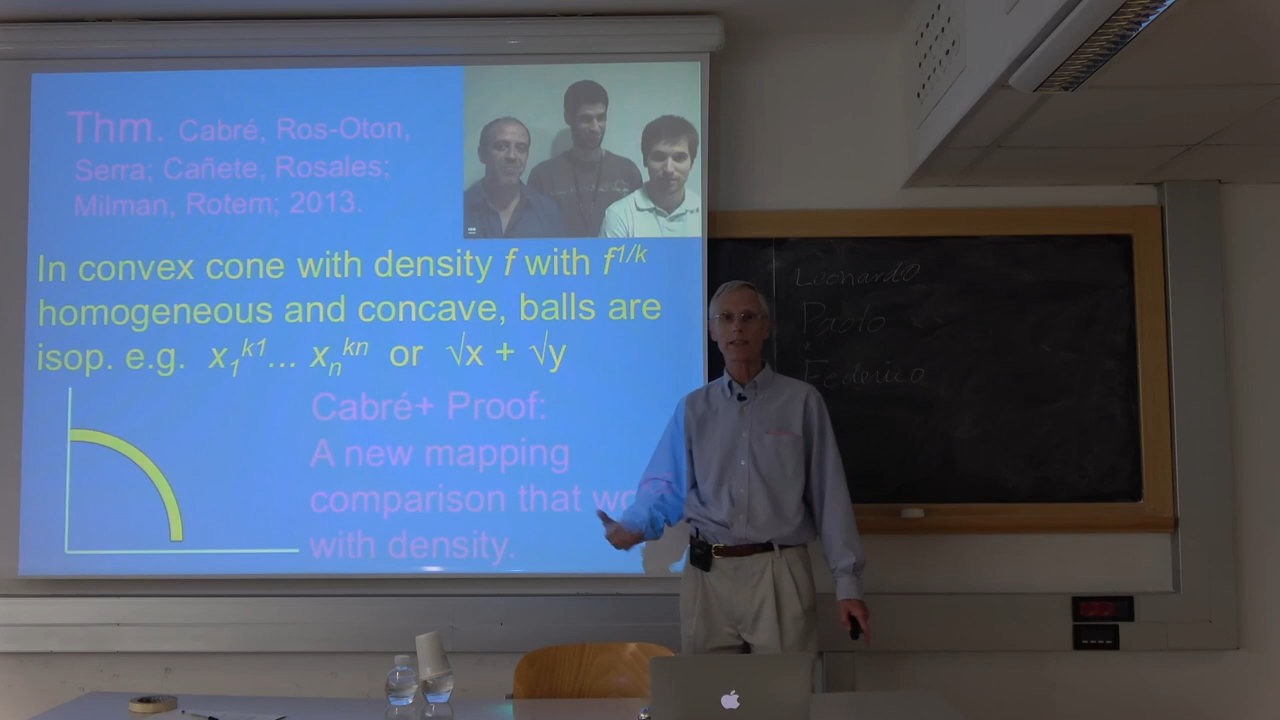 Thm. Cabré, Ros-Oton,
Serra; Cañete, Rosales;
Milman, Rotem; 2013.
In convex cone with density f with f^1/k
homogeneous and concave, balls are
isop. e.g. x₁^k1... xₙ^kn or √x + √y
Cabré+ Proof:
A new mapping
comparison that wo
with density.
Leonardo
Paolo
Federico